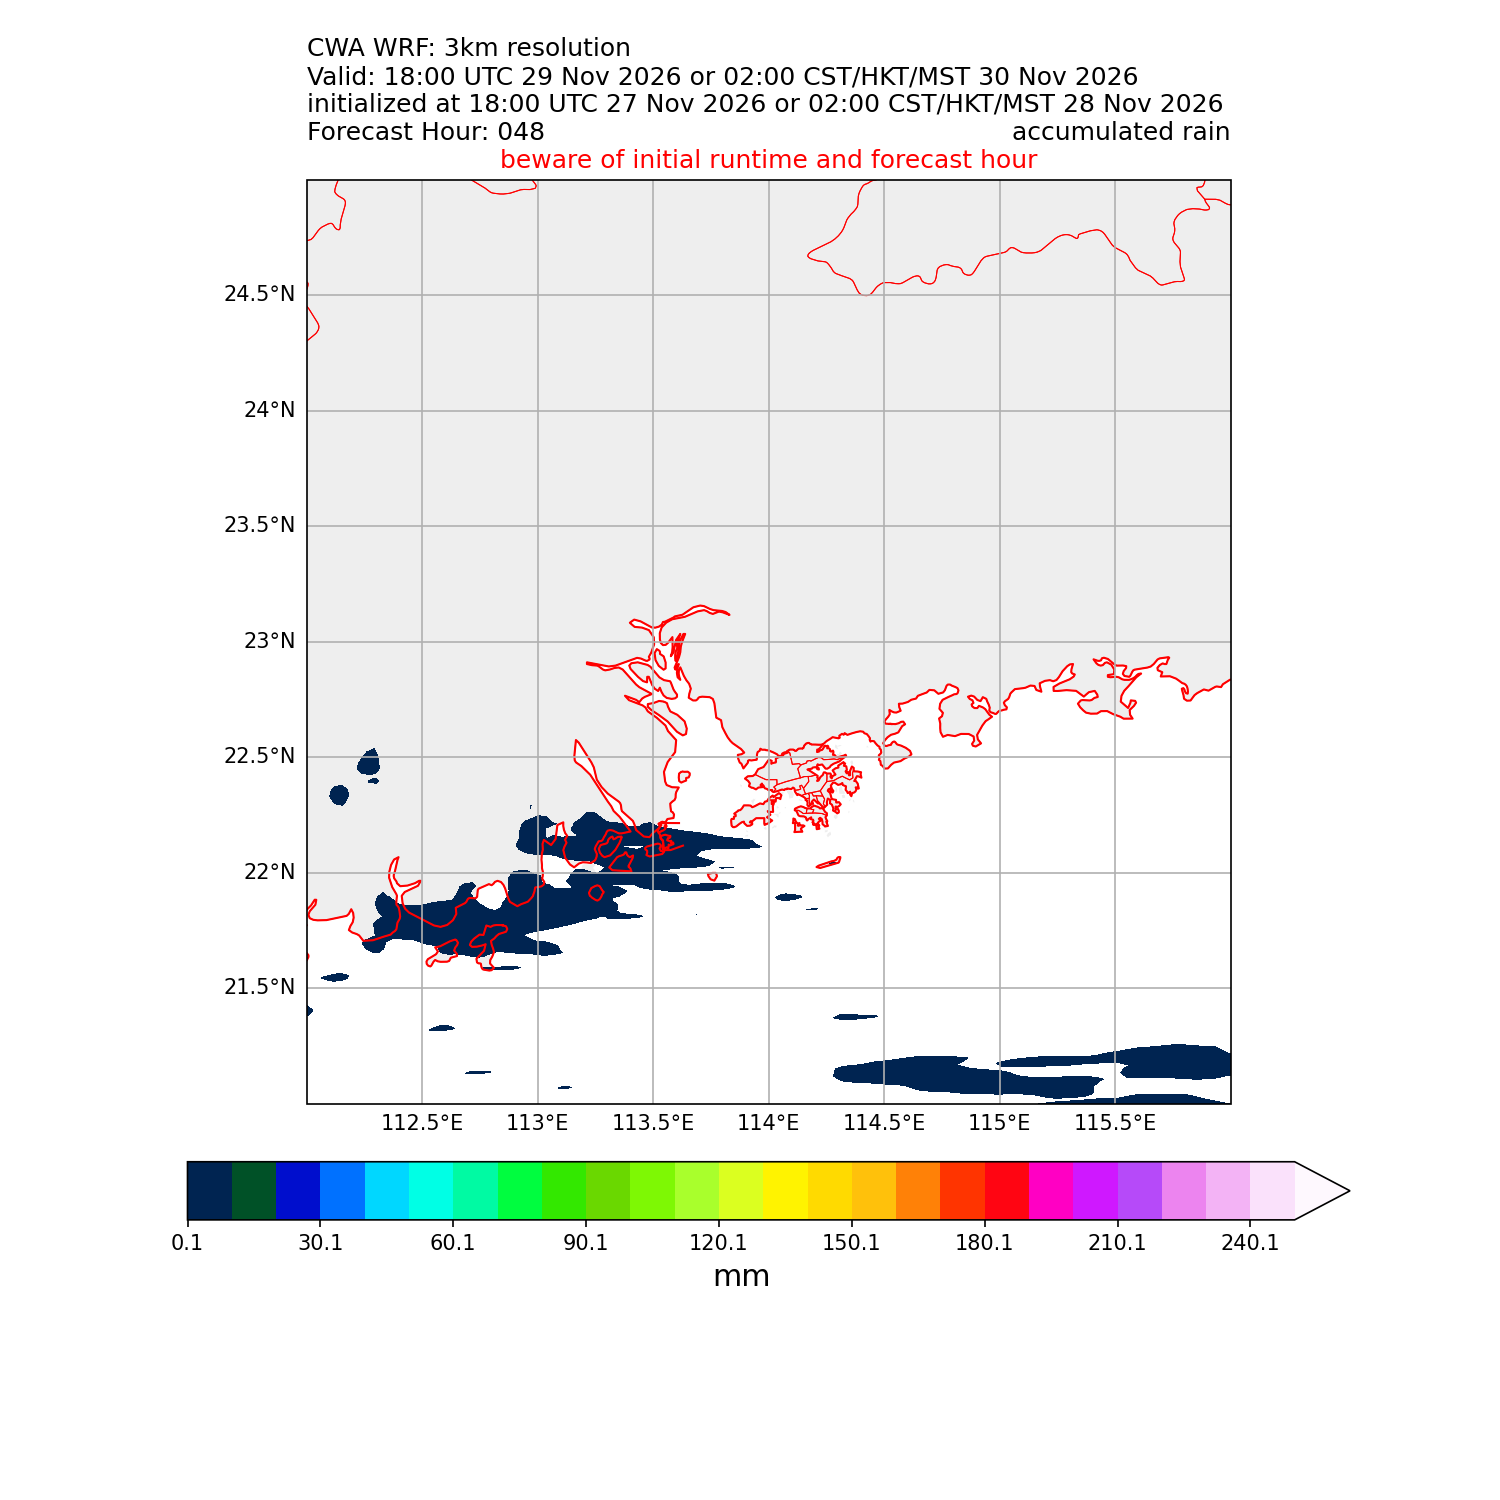 CWA WRF: 3km resolution
Valid: 18:00 UTC 29 Nov 2026 or 02:00 CST/HKT/MST 30 Nov 2026
initialized at 18:00 UTC 27 Nov 2026 or 02:00 CST/HKT/MST 28 Nov 2026
Forecast Hour: 048 accumulated rain
beware of initial runtime and forecast hour
24.5°N
24°N
23.5°N
23°N
22.5°N
22°N
21.5°N
112.5°E 113°E 113.5°E 114°E 114.5°E 115°E 115.5°E
0.1 30.1 60.1 90.1 120.1 150.1 180.1 210.1 240.1
mm